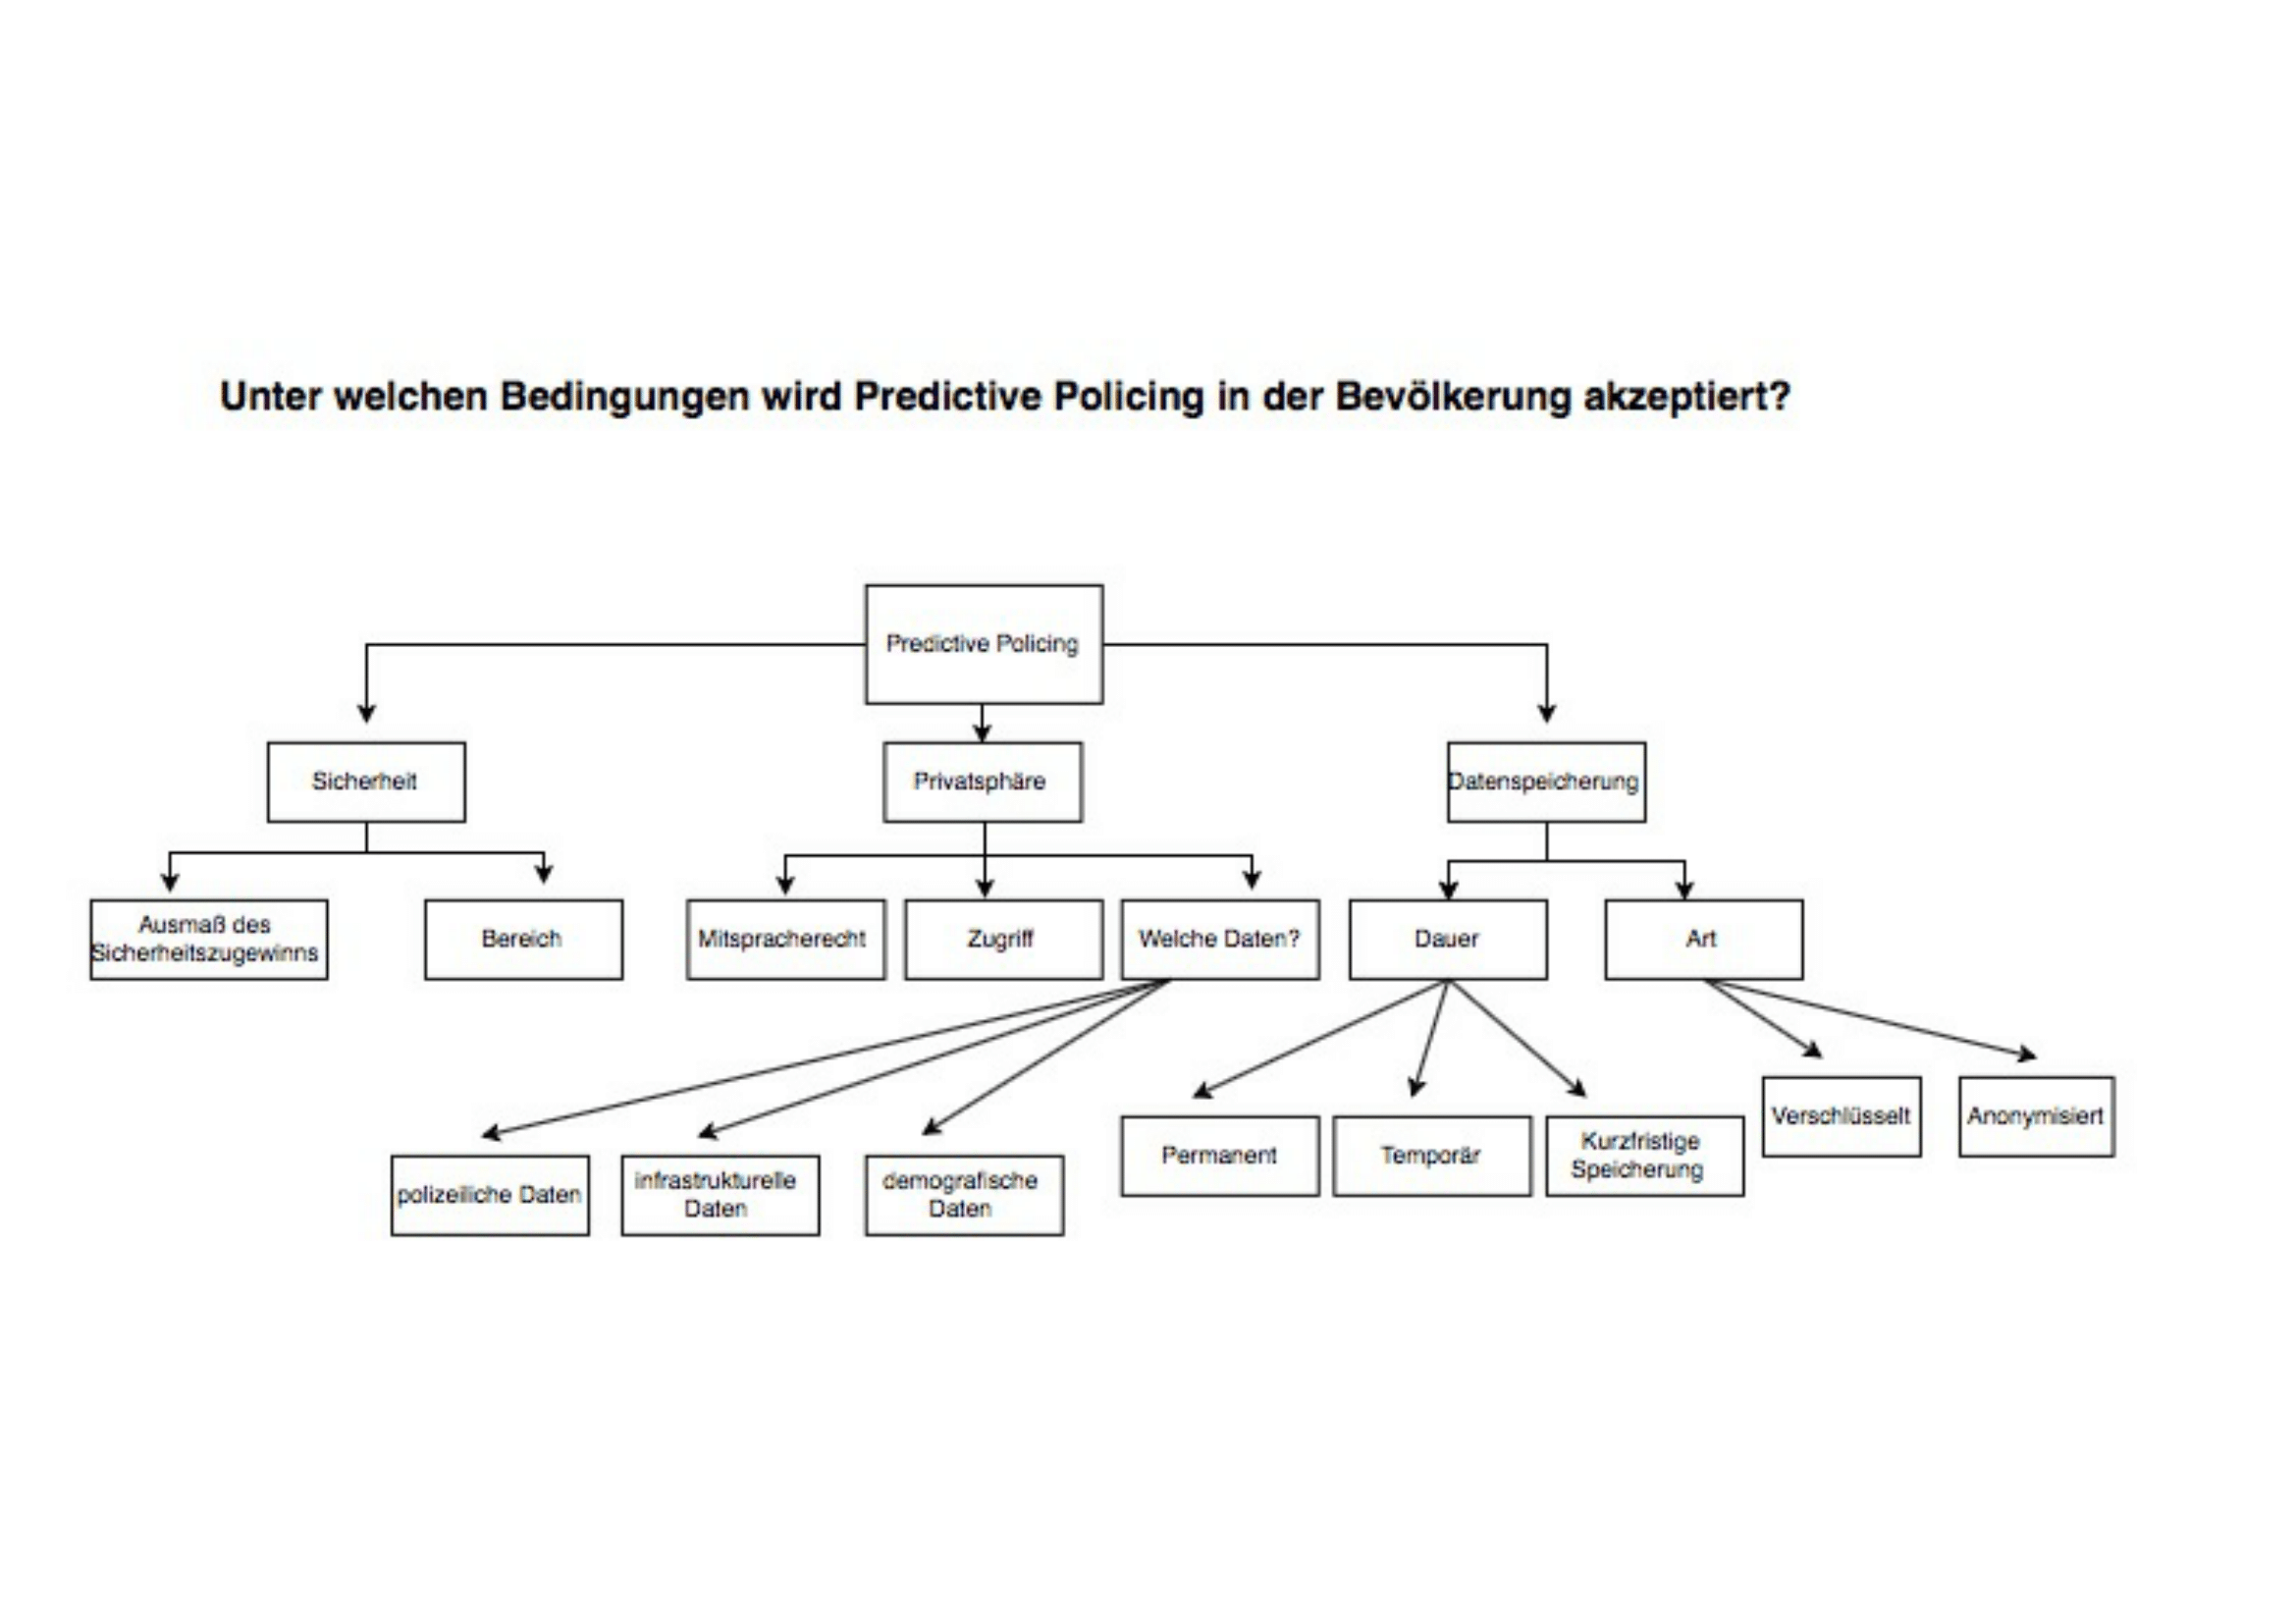 Unter welchen Bedingungen wird Predictive Policing in der Bevölkerung akzeptiert?
Predictive Policing
Sicherheit
Privatsphäre
Datenspeicherung
Ausmaß des
Sicherheitszugewinns
Bereich
Mitspracherecht
Zugriff
Welche Daten?
Dauer
Art
polizeiliche Daten
infrastrukturelle
Daten
demografische
Daten
Permanent
Temporär
Kurzfristige
Speicherung
Verschlüsselt
Anonymisiert